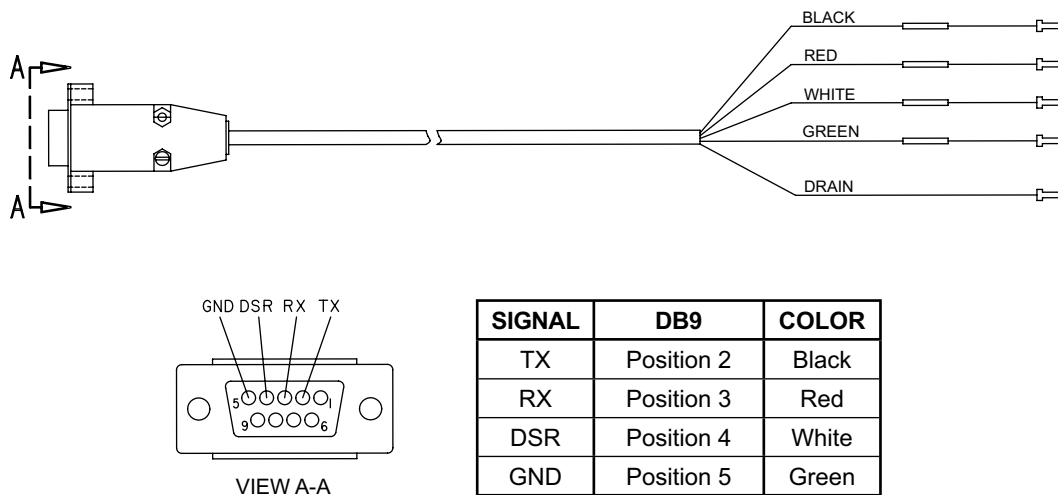 BLACK
RED
WHITE
GREEN
DRAIN
A
A
GND DSR RX TX
5 1
9 6
VIEW A-A
SIGNAL DB9 COLOR
TX Position 2 Black
RX Position 3 Red
DSR Position 4 White
GND Position 5 Green